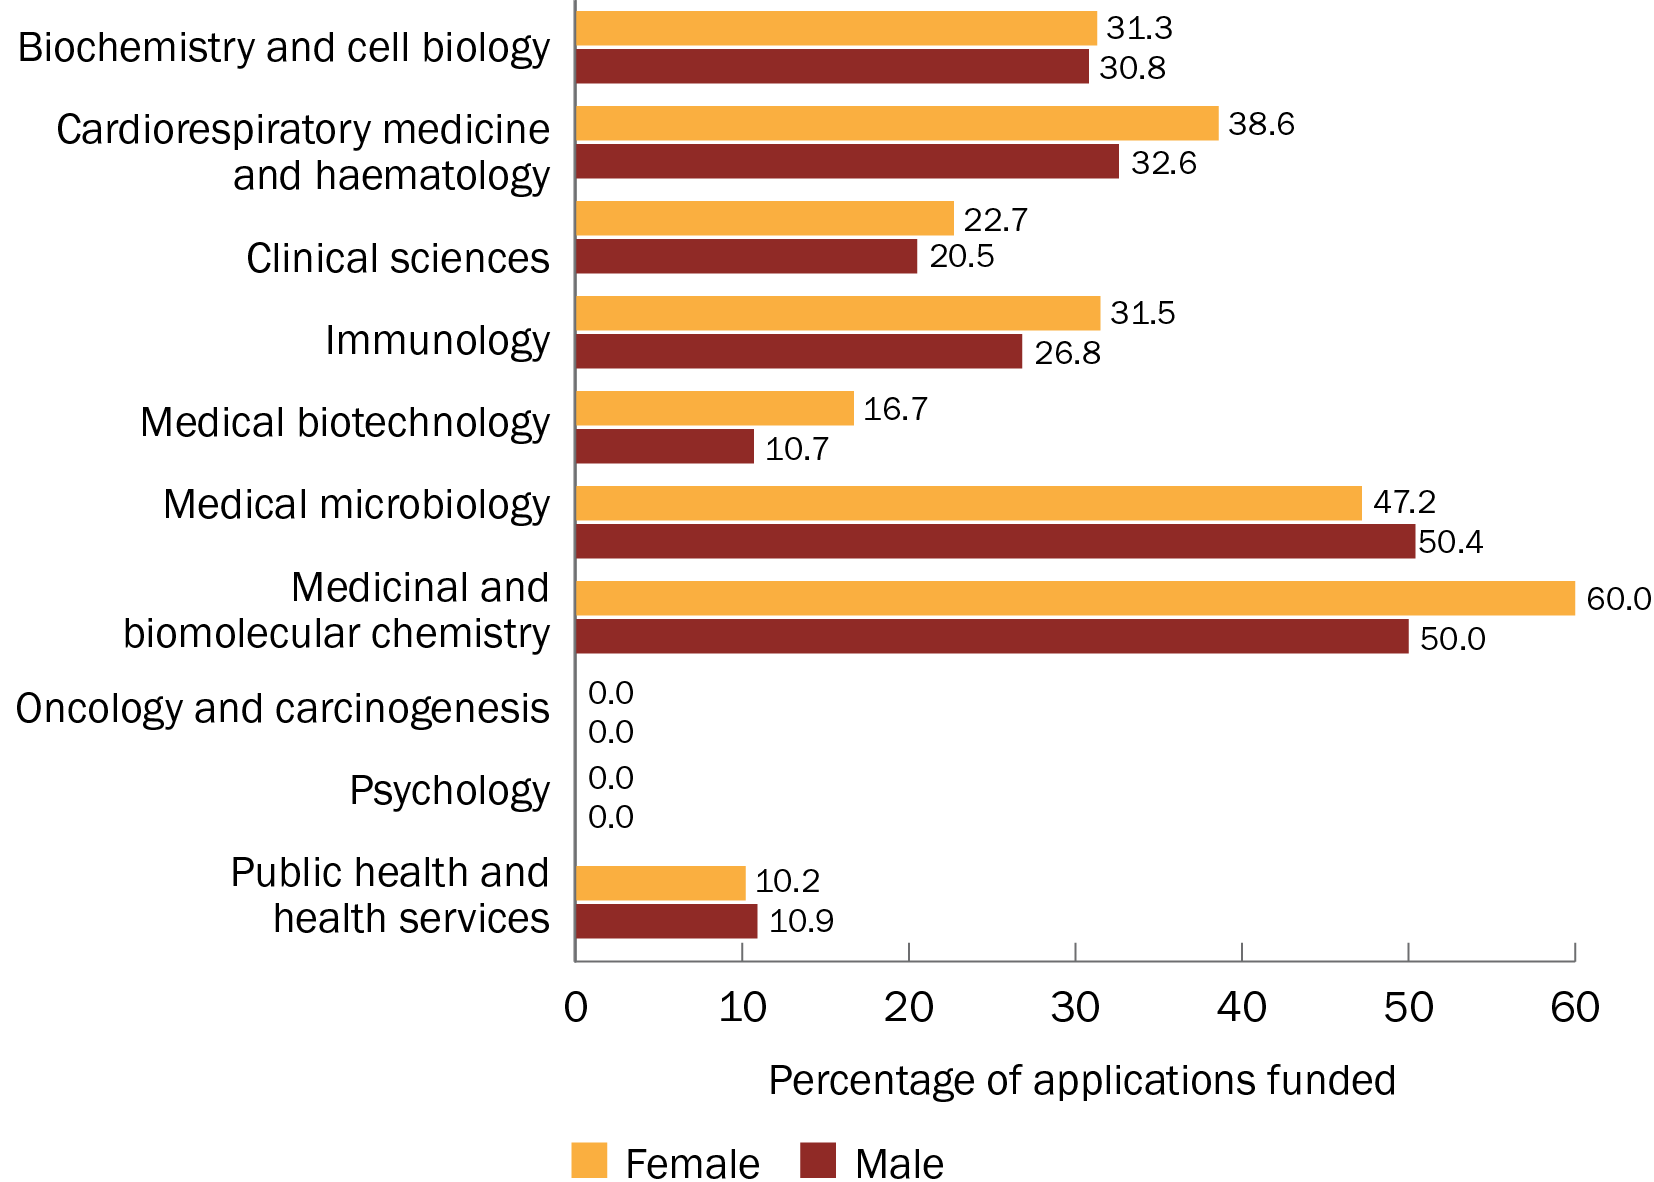 Biochemistry and cell biology
31.3
30.8
Cardiorespiratory medicine
and haematology
38.6
32.6
Clinical sciences
22.7
20.5
Immunology
31.5
26.8
Medical biotechnology
16.7
10.7
Medical microbiology
47.2
50.4
Medicinal and
biomolecular chemistry
60.0
50.0
Oncology and carcinogenesis
0.0
0.0
Psychology
0.0
0.0
Public health and
health services
10.2
10.9
0 10 20 30 40 50 60
Percentage of applications funded
Female Male